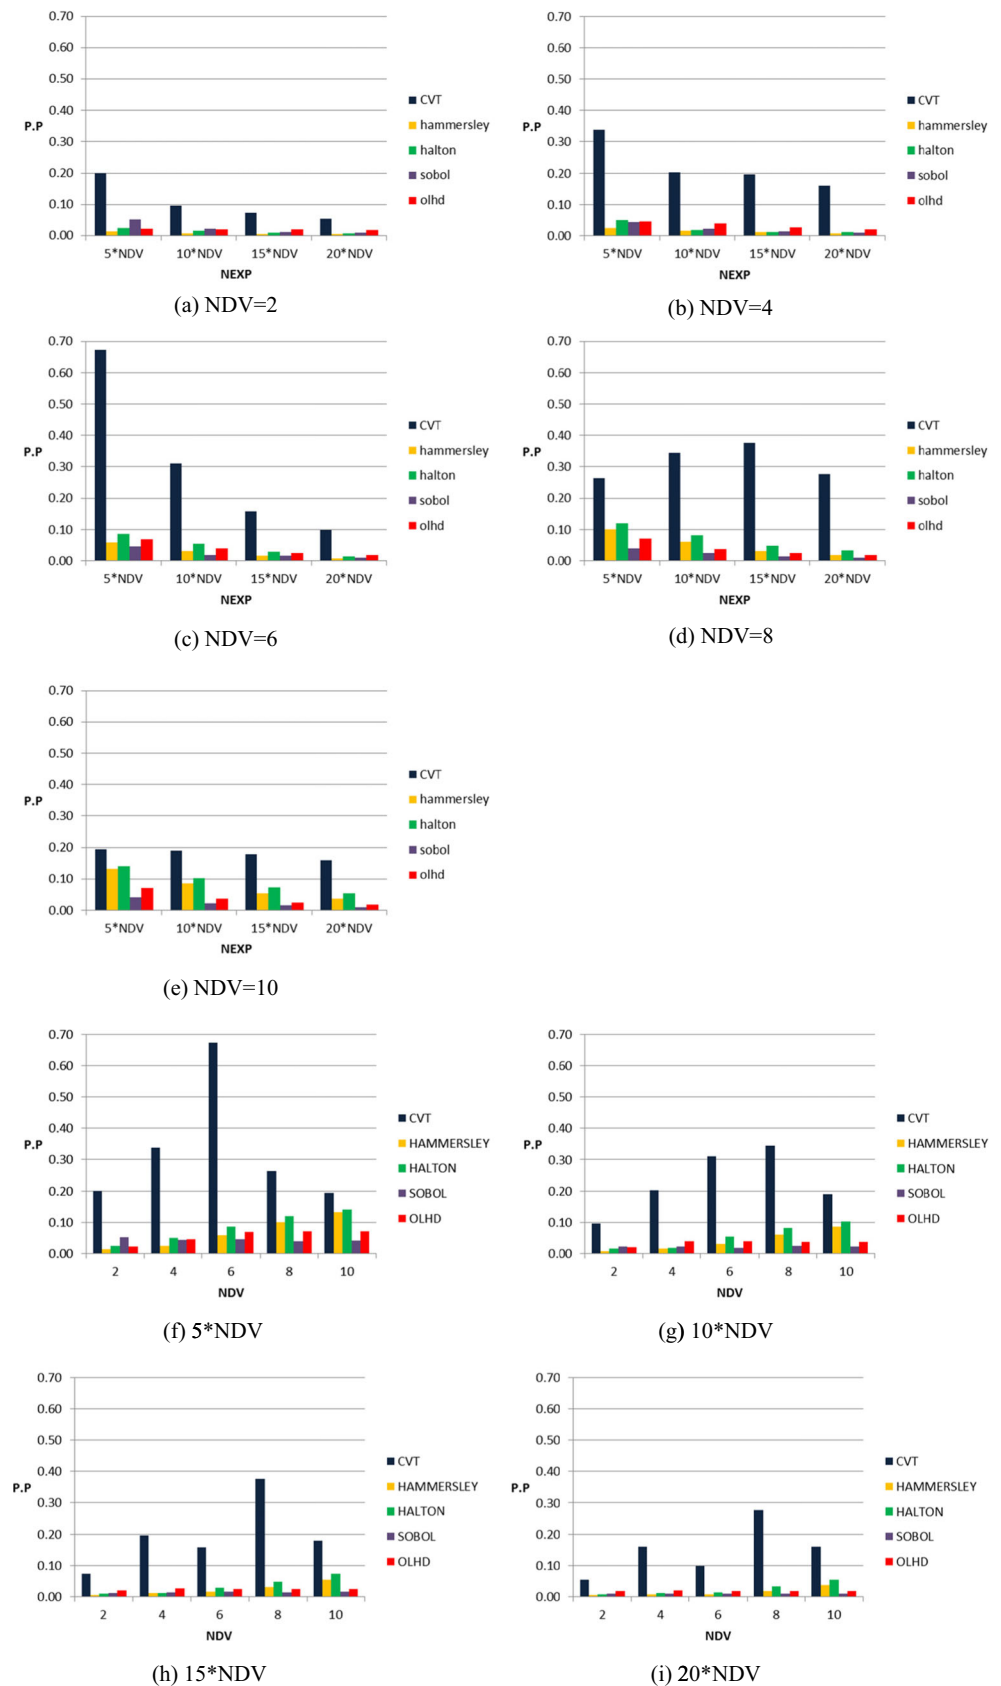 0.70
0.60
0.50
0.40
P.P
0.30
0.20
0.10
0.00
5*NDV 10*NDV 15*NDV 20*NDV
NEXP
CVT
hammersley
halton
sobol
olhd
(a) NDV=2
0.70
0.60
0.50
0.40
P.P
0.30
0.20
0.10
0.00
5*NDV 10*NDV 15*NDV 20*NDV
NEXP
CVT
hammersley
halton
sobol
olhd
(b) NDV=4
0.70
0.60
0.50
0.40
P.P
0.30
0.20
0.10
0.00
5*NDV 10*NDV 15*NDV 20*NDV
NEXP
CVT
hammersley
halton
sobol
olhd
(c) NDV=6
0.70
0.60
0.50
0.40
P.P
0.30
0.20
0.10
0.00
5*NDV 10*NDV 15*NDV 20*NDV
NEXP
CVT
hammersley
halton
sobol
olhd
(d) NDV=8
0.70
0.60
0.50
0.40
P.P
0.30
0.20
0.10
0.00
5*NDV 10*NDV 15*NDV 20*NDV
NEXP
CVT
hammersley
halton
sobol
olhd
(e) NDV=10
0.70
0.60
0.50
0.40
P.P
0.30
0.20
0.10
0.00
2 4 6 8 10
NDV
CVT
HAMMERSLEY
HALTON
SOBOL
OLHD
(f) 5*NDV
0.70
0.60
0.50
0.40
P.P
0.30
0.20
0.10
0.00
2 4 6 8 10
NDV
CVT
HAMMERSLEY
HALTON
SOBOL
OLHD
(g) 10*NDV
0.70
0.60
0.50
0.40
P.P
0.30
0.20
0.10
0.00
2 4 6 8 10
NDV
CVT
HAMMERSLEY
HALTON
SOBOL
OLHD
(h) 15*NDV
0.70
0.60
0.50
0.40
P.P
0.30
0.20
0.10
0.00
2 4 6 8 10
NDV
CVT
HAMMERSLEY
HALTON
SOBOL
OLHD
(i) 20*NDV